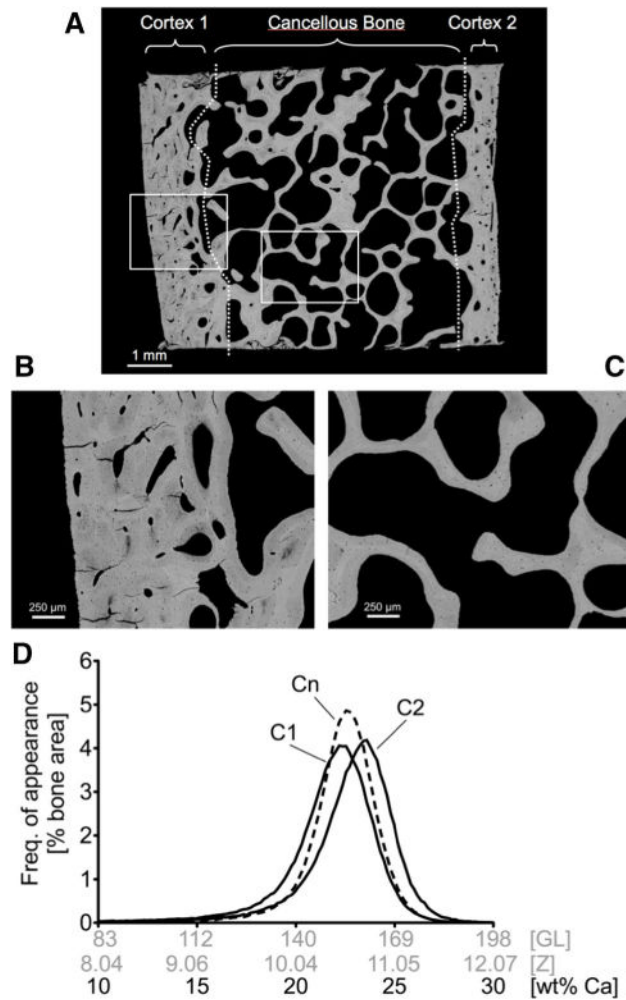 A
Cortex 1
Cancellous Bone
Cortex 2
1 mm
B
C
250 µm
250 µm
D
Freq. of appearance
[% bone area]
6
5
4
3
2
1
0
Cn
C1
C2
83 112 140 169 198 [GL]
8.04 9.06 10.04 11.05 12.07 [Z]
10 15 20 25 30 [wt% Ca]